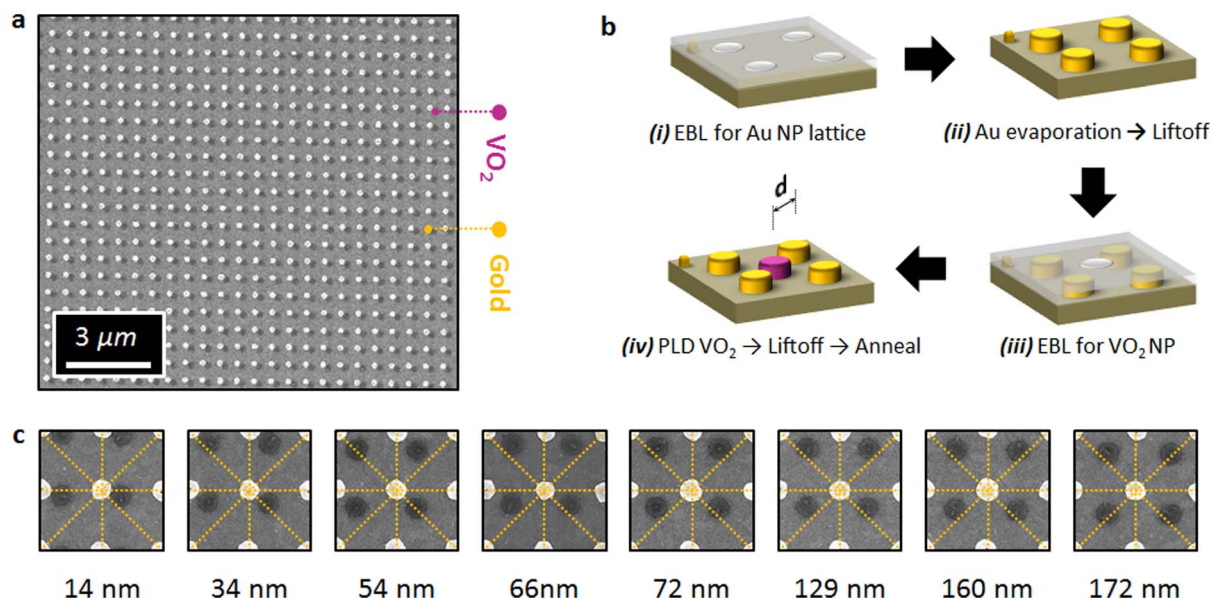 a
VO₂
Gold
3 μm
b
(i) EBL for Au NP lattice
(ii) Au evaporation → Liftoff
d
(iv) PLD VO₂ → Liftoff → Anneal
(iii) EBL for VO₂ NP
c
14 nm 34 nm 54 nm 66nm 72 nm 129 nm 160 nm 172 nm